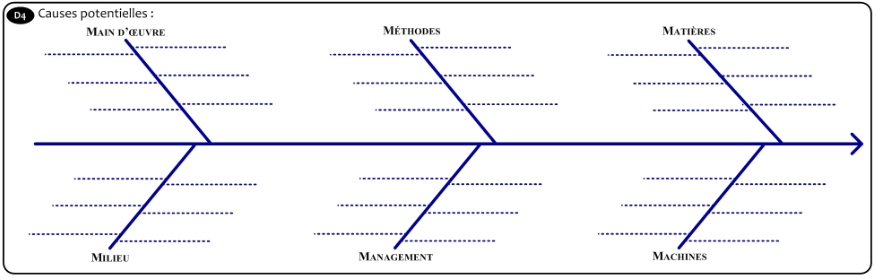 D4 Causes potentielles :
MAIN D'ŒUVRE
MÉTHODES
MATIÈRES
MILIEU
MANAGEMENT
MACHINES